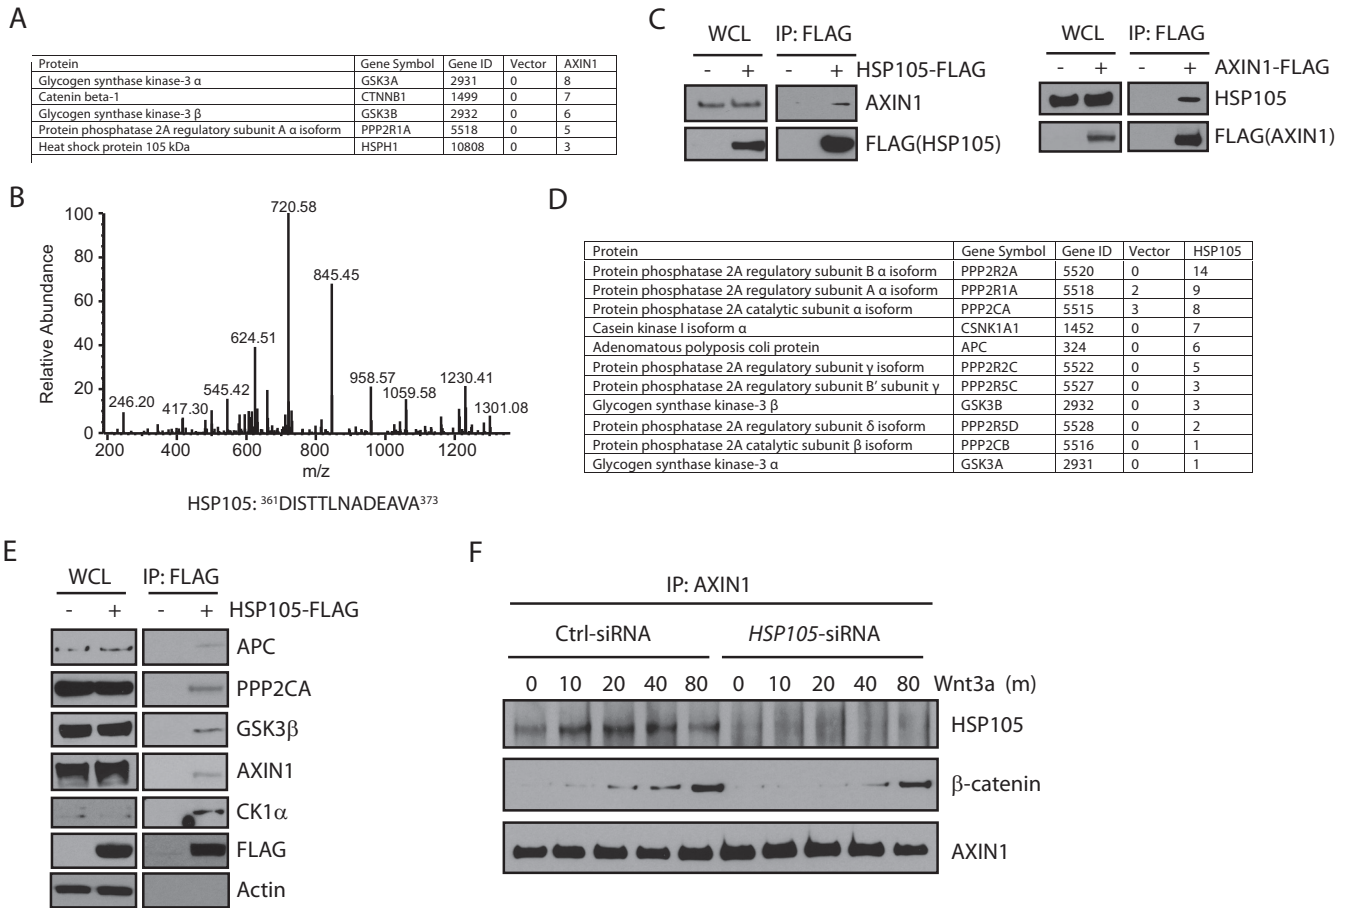 A
Protein Gene Symbol Gene ID Vector AXIN1
Glycogen synthase kinase-3 α GSK3A 2931 0 8
Catenin beta-1 CTNNB1 1499 0 7
Glycogen synthase kinase-3 β GSK3B 2932 0 6
Protein phosphatase 2A regulatory subunit A α isoform PPP2R1A 5518 0 5
Heat shock protein 105 kDa HSPH1 10808 0 3
B
Relative Abundance
100
80
60
40
20
0
720.58
845.45
624.51
958.57
1230.41
545.42
1059.58
246.20
417.30
1301.08
200 400 600 800 1000 1200
m/z
HSP105: ³⁶¹DISTTLNADEAVA³⁷³
C
WCL IP: FLAG
- + - + HSP105-FLAG
AXIN1
FLAG(HSP105)
WCL IP: FLAG
- + - + AXIN1-FLAG
HSP105
FLAG(AXIN1)
D
Protein Gene Symbol Gene ID Vector HSP105
Protein phosphatase 2A regulatory subunit B α isoform PPP2R2A 5520 0 14
Protein phosphatase 2A regulatory subunit A α isoform PPP2R1A 5518 2 9
Protein phosphatase 2A catalytic subunit α isoform PPP2CA 5515 3 8
Casein kinase I isoform α CSNK1A1 1452 0 7
Adenomatous polyposis coli protein APC 324 0 6
Protein phosphatase 2A regulatory subunit γ isoform PPP2R2C 5522 0 5
Protein phosphatase 2A regulatory subunit B' subunit γ PPP2R5C 5527 0 3
Glycogen synthase kinase-3 β GSK3B 2932 0 3
Protein phosphatase 2A regulatory subunit δ isoform PPP2R5D 5528 0 2
Protein phosphatase 2A catalytic subunit β isoform PPP2CB 5516 0 1
Glycogen synthase kinase-3 α GSK3A 2931 0 1
E
WCL IP: FLAG
- + - + HSP105-FLAG
APC
PPP2CA
GSK3β
AXIN1
CK1α
FLAG
Actin
F
IP: AXIN1
Ctrl-siRNA HSP105-siRNA
0 10 20 40 80 0 10 20 40 80 Wnt3a (m)
HSP105
β-catenin
AXIN1